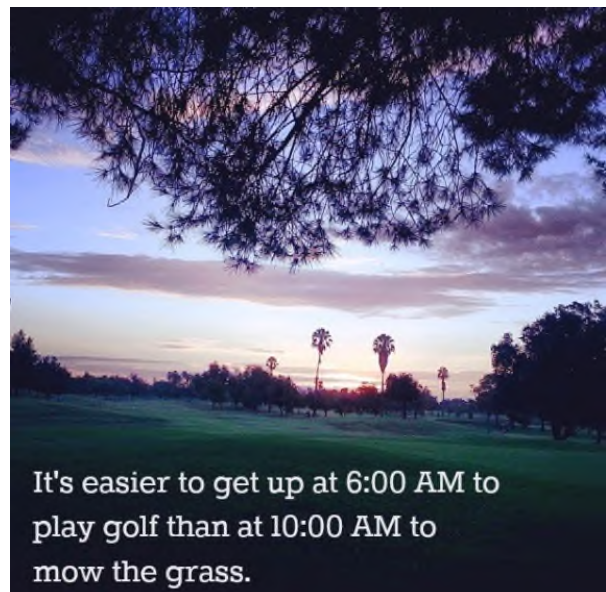 It's easier to get up at 6:00 AM to
play golf than at 10:00 AM to
mow the grass.